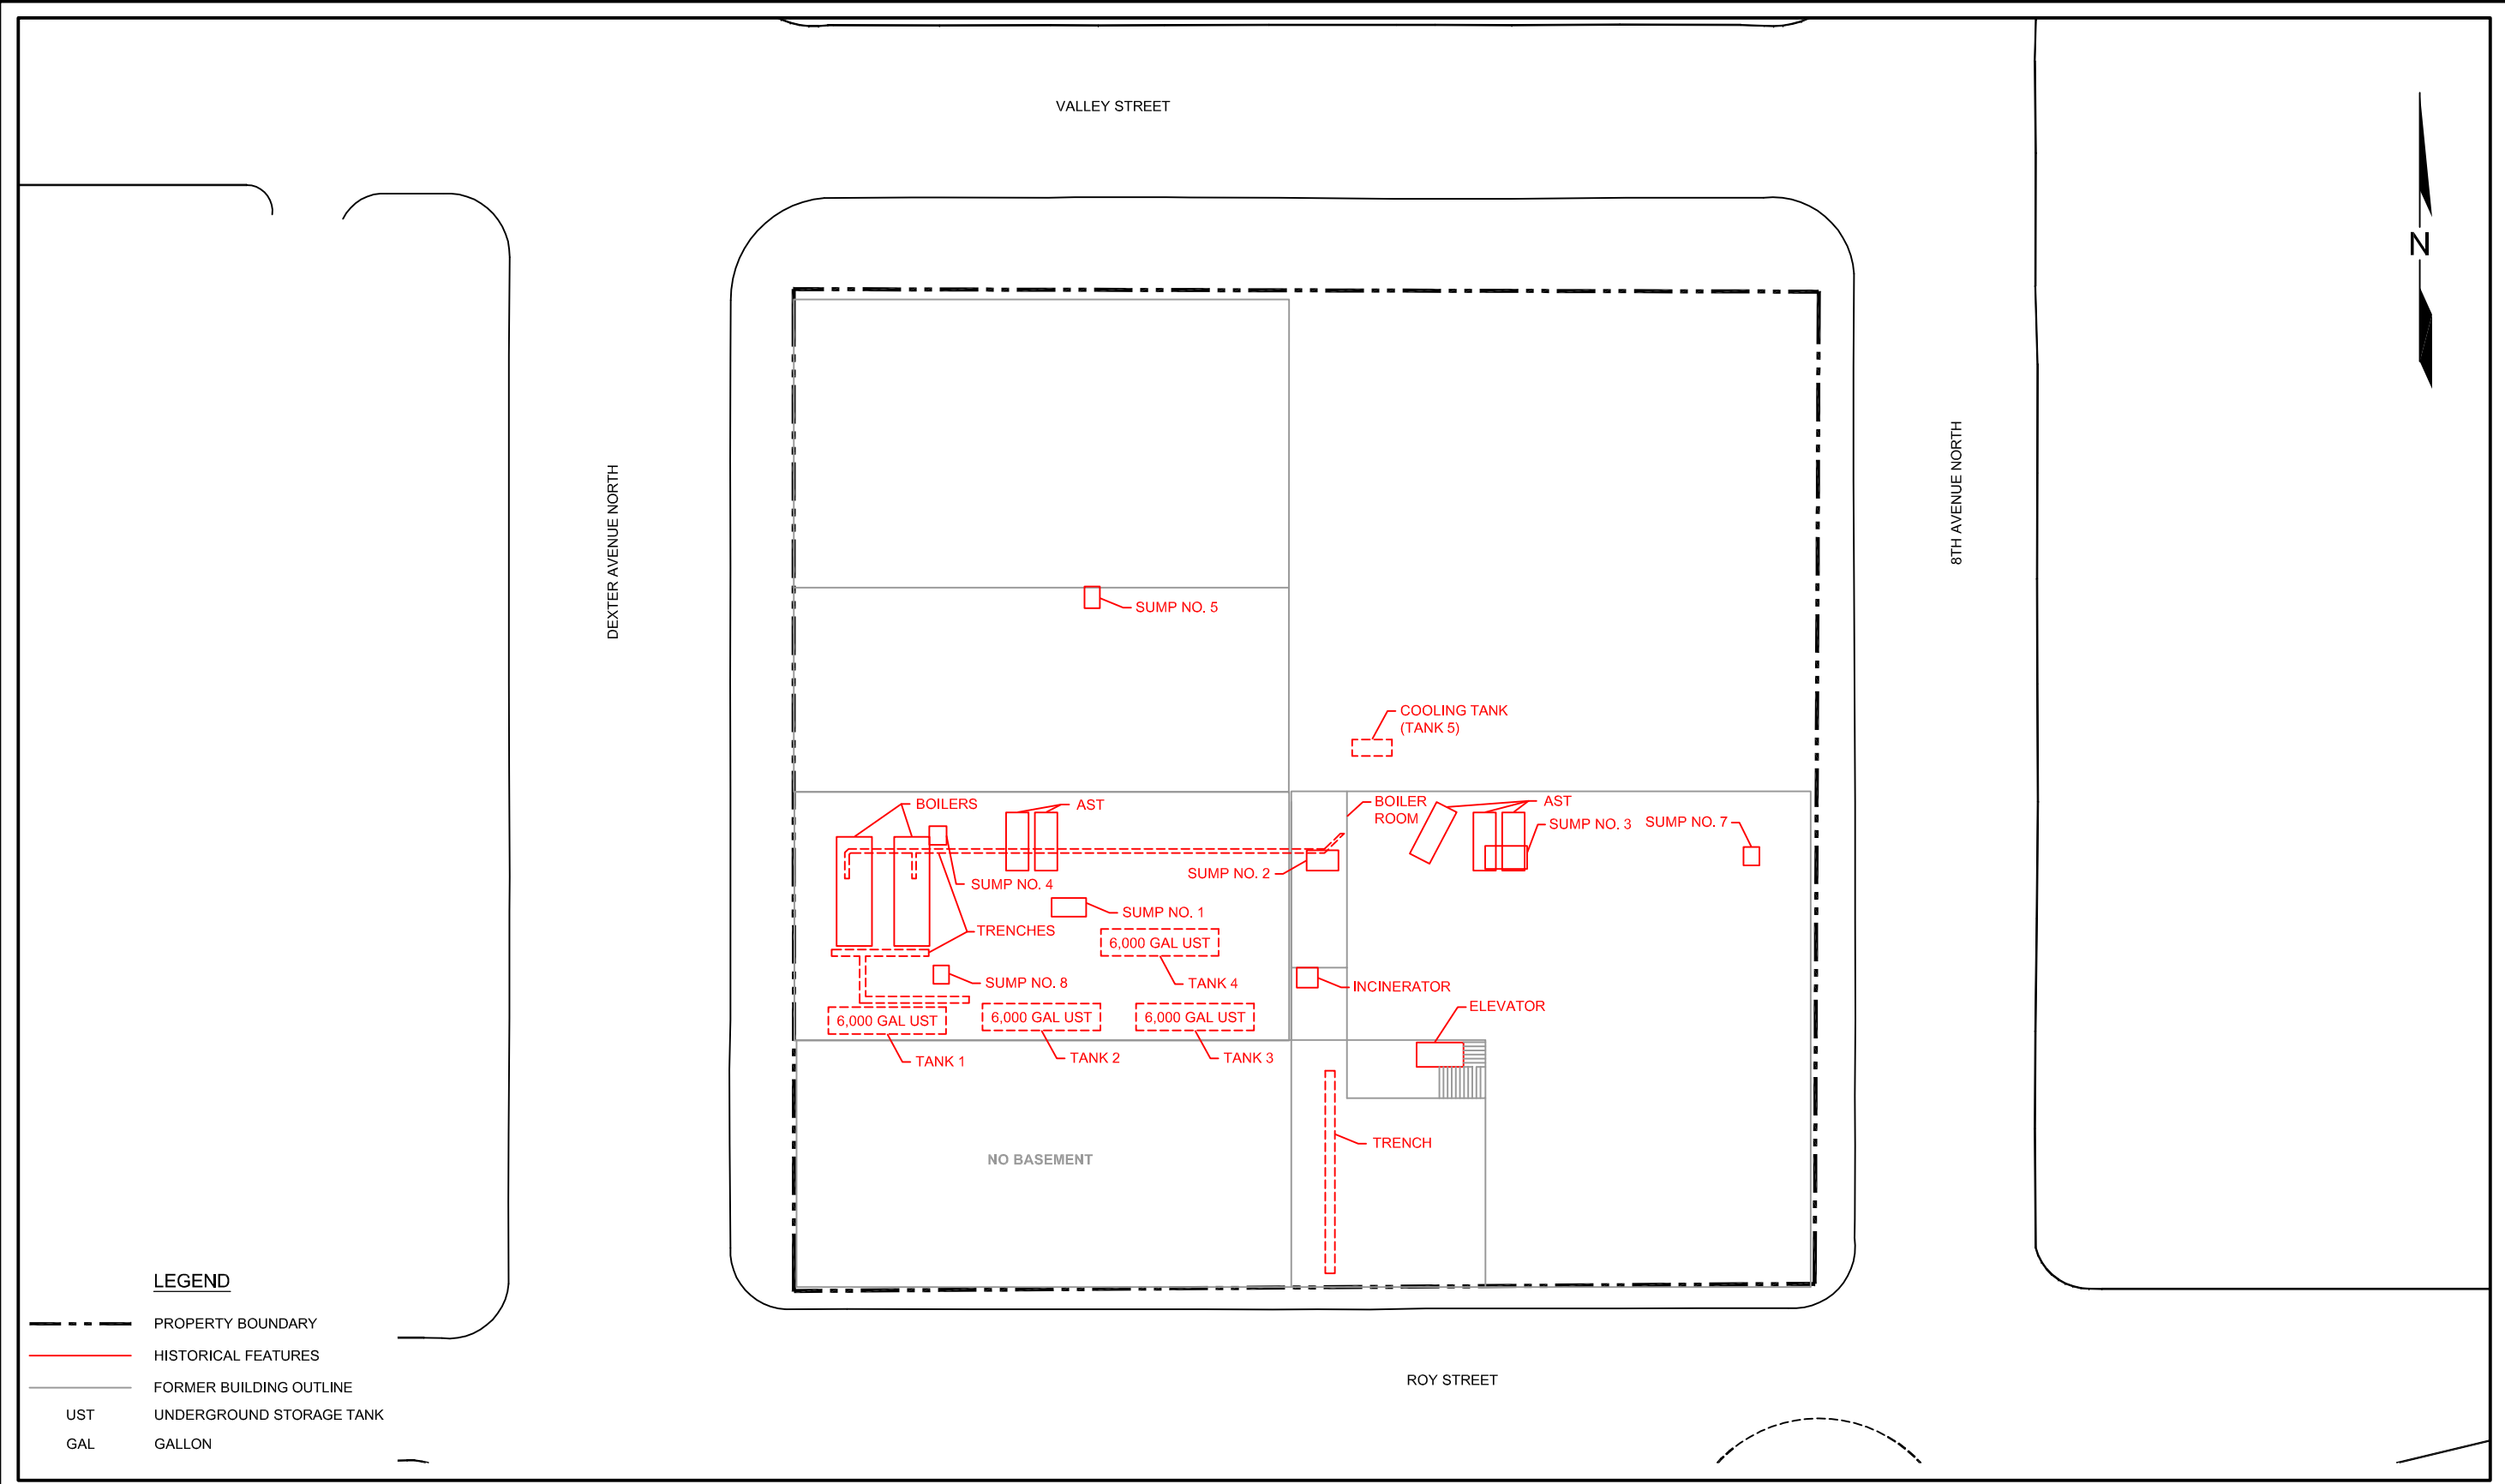 VALLEY STREET
N
DEXTER AVENUE NORTH
8TH AVENUE NORTH
SUMP NO. 5
COOLING TANK
(TANK 5)
BOILERS
AST
BOILER
ROOM
AST
SUMP NO. 3
SUMP NO. 7
SUMP NO. 2
SUMP NO. 4
SUMP NO. 1
TRENCHES
6,000 GAL UST
SUMP NO. 8
TANK 4
INCINERATOR
ELEVATOR
6,000 GAL UST
6,000 GAL UST
6,000 GAL UST
TANK 1
TANK 2
TANK 3
TRENCH
NO BASEMENT
LEGEND
PROPERTY BOUNDARY
HISTORICAL FEATURES
FORMER BUILDING OUTLINE
UST UNDERGROUND STORAGE TANK
GAL GALLON
ROY STREET